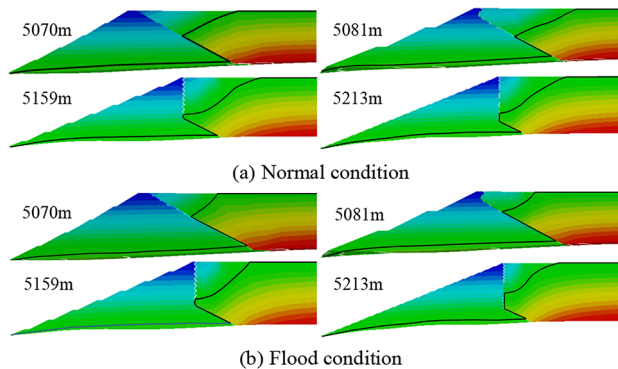 5070m
5081m
5159m
5213m
(a) Normal condition
5070m
5081m
5159m
5213m
(b) Flood condition